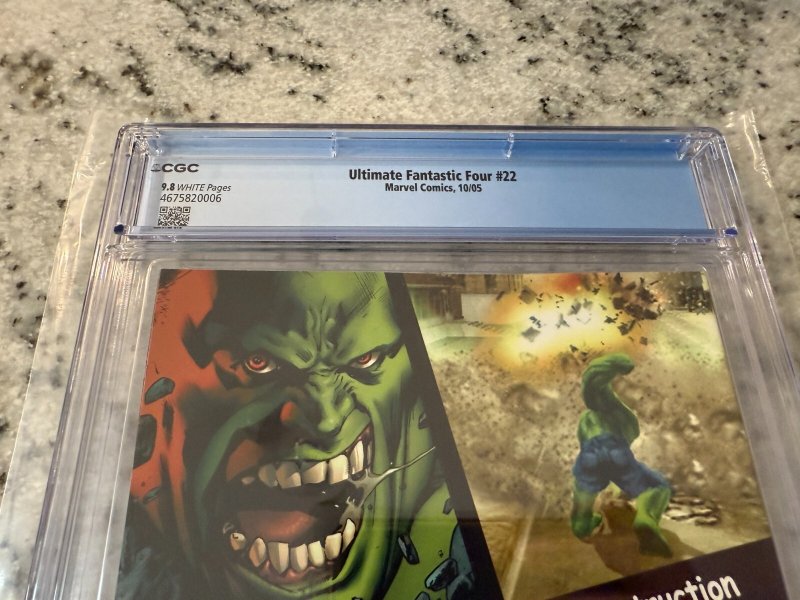 CGC
9.8 WHITE Pages
4675820006
Ultimate Fantastic Four #22
Marvel Comics, 10/05